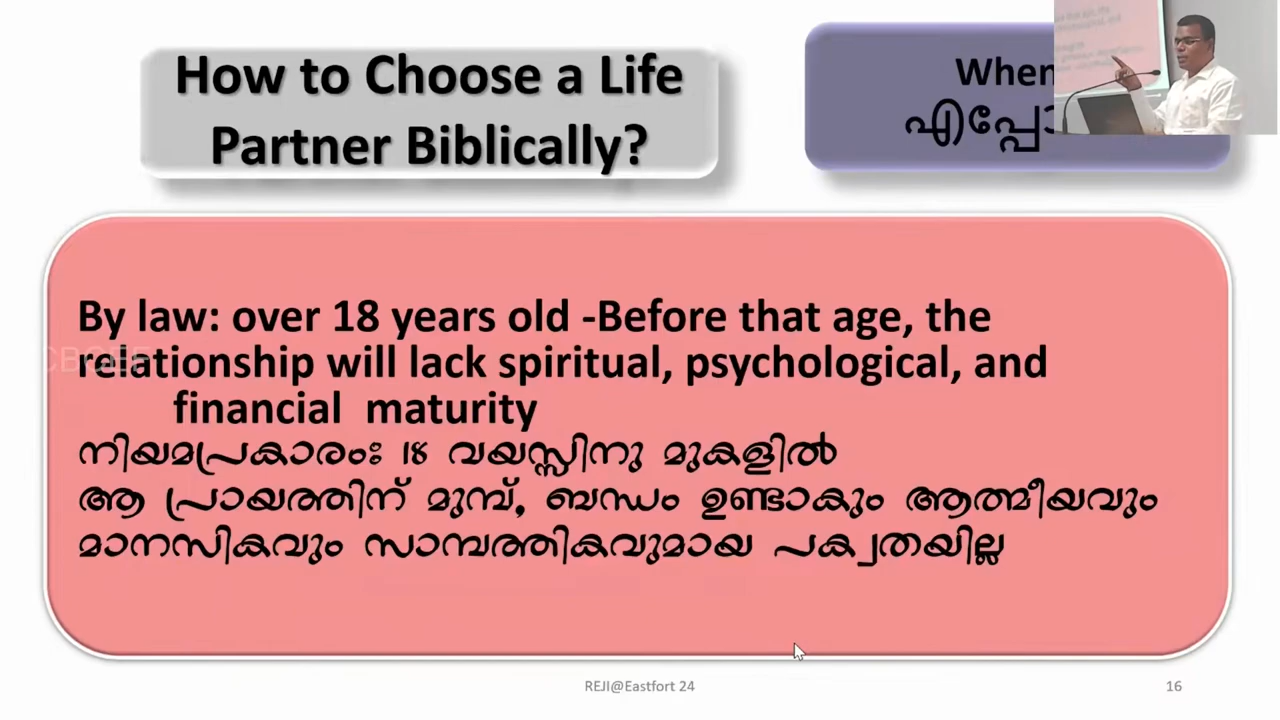 How to Choose a Life
Partner Biblically?
When
By law: over 18 years old -Before that age, the
relationship will lack spiritual, psychological, and
financial maturity
നിയമപ്രകാരം: 18 വയസ്സിനു മുകളിൽ
ആ പ്രായത്തിന് മുമ്പ്, ബന്ധം ഉണ്ടാകും ആത്മീയവും
മാനസികവും സാമ്പത്തികവുമായ പക്വതയില്ല
REJI@Eastfort 24
16